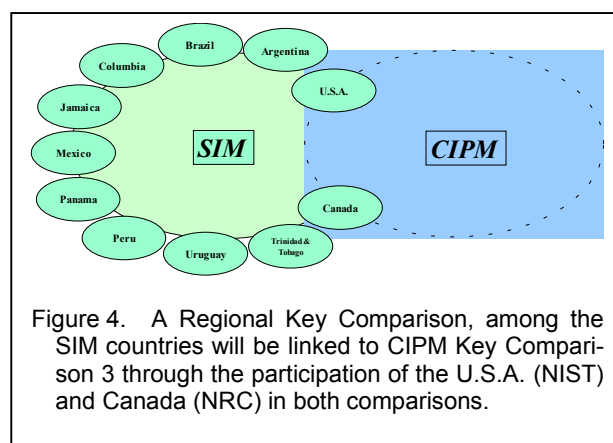 Brazil
Argentina
Columbia
U.S.A.
Jamaica
SIM
CIPM
Mexico
Panama
Canada
Peru
Uruguay
Trinidad &
Tobago
Figure 4. A Regional Key Comparison, among the
SIM countries will be linked to CIPM Key Compari-
son 3 through the participation of the U.S.A. (NIST)
and Canada (NRC) in both comparisons.